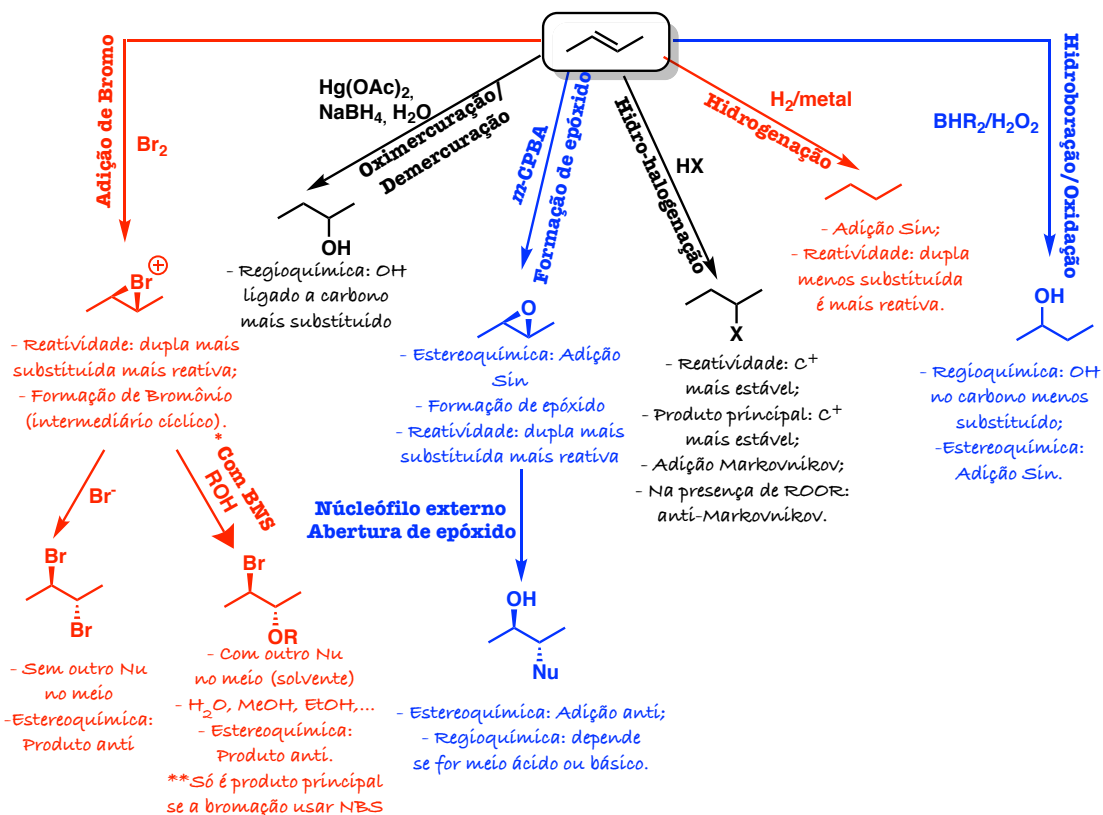 Adição de Bromo
Br2
Hg(OAc)2,
NaBH4, H2O
Oximercuração/
Demercuração
m-CPBA
Formação de epóxido
Hidro-halogenação
HX
Hidrogenação
H2/metal
BHR2/H2O2
Hidroboração/Oxidação
Br
+
- Reatividade: dupla mais
substituida mais reativa;
- Formação de Bromônio
(intermediário cíclico).
OH
- Regioquímica: OH
ligado a carbono
mais substituído
O
- Estereoquímica: Adição
Sin
- Formação de epóxido
- Reatividade: dupla mais
substituída mais reativa
X
- Reatividade: C+
mais estável;
- Produto principal: C+
mais estável;
- Adição Markovnikov;
- Na presença de ROOR:
anti-Markovnikov.
- Adição Sin;
- Reatividade: dupla
menos substituída
é mais reativa.
OH
- Regioquímica: OH
no carbono menos
substituído;
-Estereoquímica:
Adição Sin.
Br-
* Com BNS
ROH
Br
Br
- Sem outro Nu
no meio
-Estereoquímica:
Produto anti
Br
OR
- Com outro Nu
no meio (solvente)
- H2O, MeOH, EtOH,...
- Estereoquímica:
Produto anti.
**Só é produto principal
se a bromação usar NBS
Núcleófilo externo
Abertura de epóxido
OH
Nu
- Estereoquímica: Adição anti;
- Regioquímica: depende
se for meio ácido ou básico.